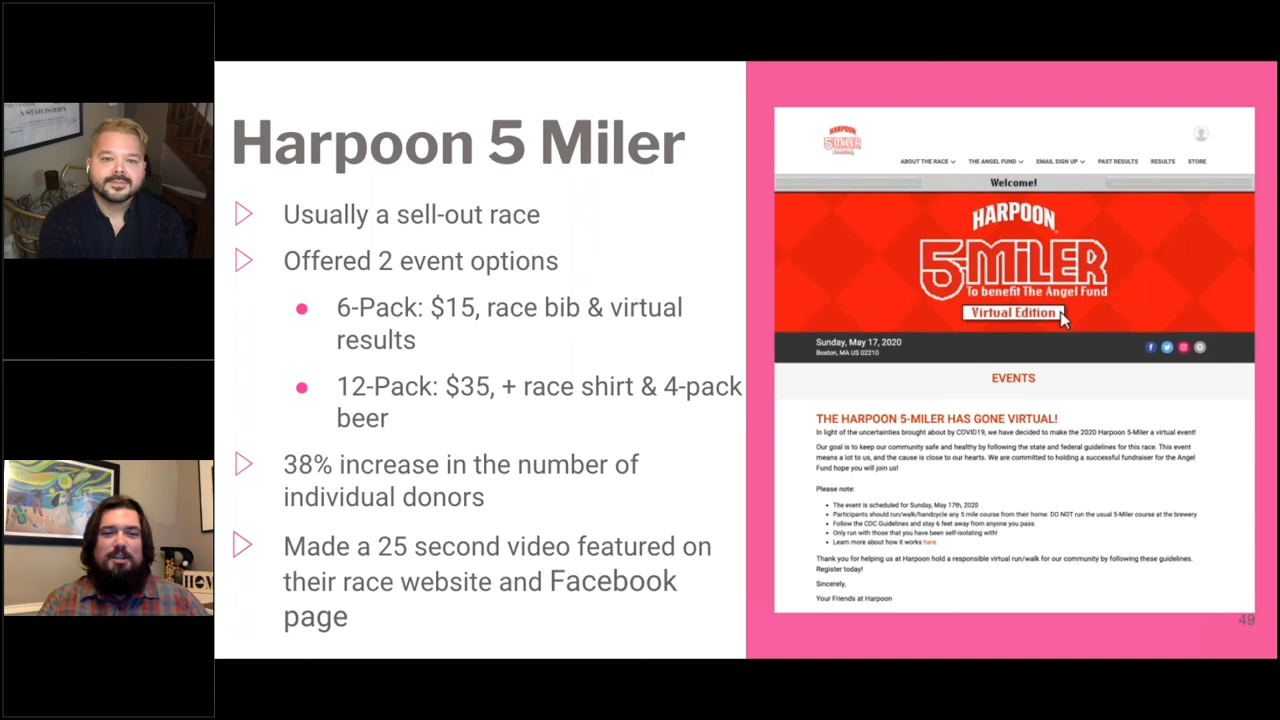 A STAR IS BORN
HOM
Harpoon 5 Miler
Usually a sell-out race
Offered 2 event options
6-Pack: $15, race bib & virtual
results
12-Pack: $35, + race shirt & 4-pack
beer
38% increase in the number of
individual donors
Made a 25 second video featured on
their race website and Facebook
page
HARPOON
5 MILER
ABOUT THE RACE THE ANGEL FUND EMAIL SIGN UP PAST RESULTS RESULTS STORE
Welcome!
HARPOON
5 MILER
To benefit The Angel Fund
Virtual Edition
Sunday, May 17, 2020
Boston, MA US 02210
EVENTS
THE HARPOON 5-MILER HAS GONE VIRTUAL!
In light of the uncertainties brought about by COVID19, we have decided to make the 2020 Harpoon 5-Miler a virtual event!
Our goal is to keep our community safe and healthy by following the state and federal guidelines for this race. This event
means a lot to us, and the cause is close to our hearts. We are committed to holding a successful fundraiser for the Angel
Fund hope you will join us!
Please note:
The event is scheduled for Sunday, May 17th, 2020
Participants should run/walk/handcycle any 5 mile course from their home: DO NOT run the usual 5-Miler course at the brewery
Follow the CDC Guidelines and stay 6 feet away from anyone you pass.
Only run with those that you have been self-isolating with!
Learn more about how it works here.
Thank you for helping us at Harpoon hold a responsible virtual run/walk for our community by following these guidelines.
Register today!
Sincerely,
Your Friends at Harpoon
49